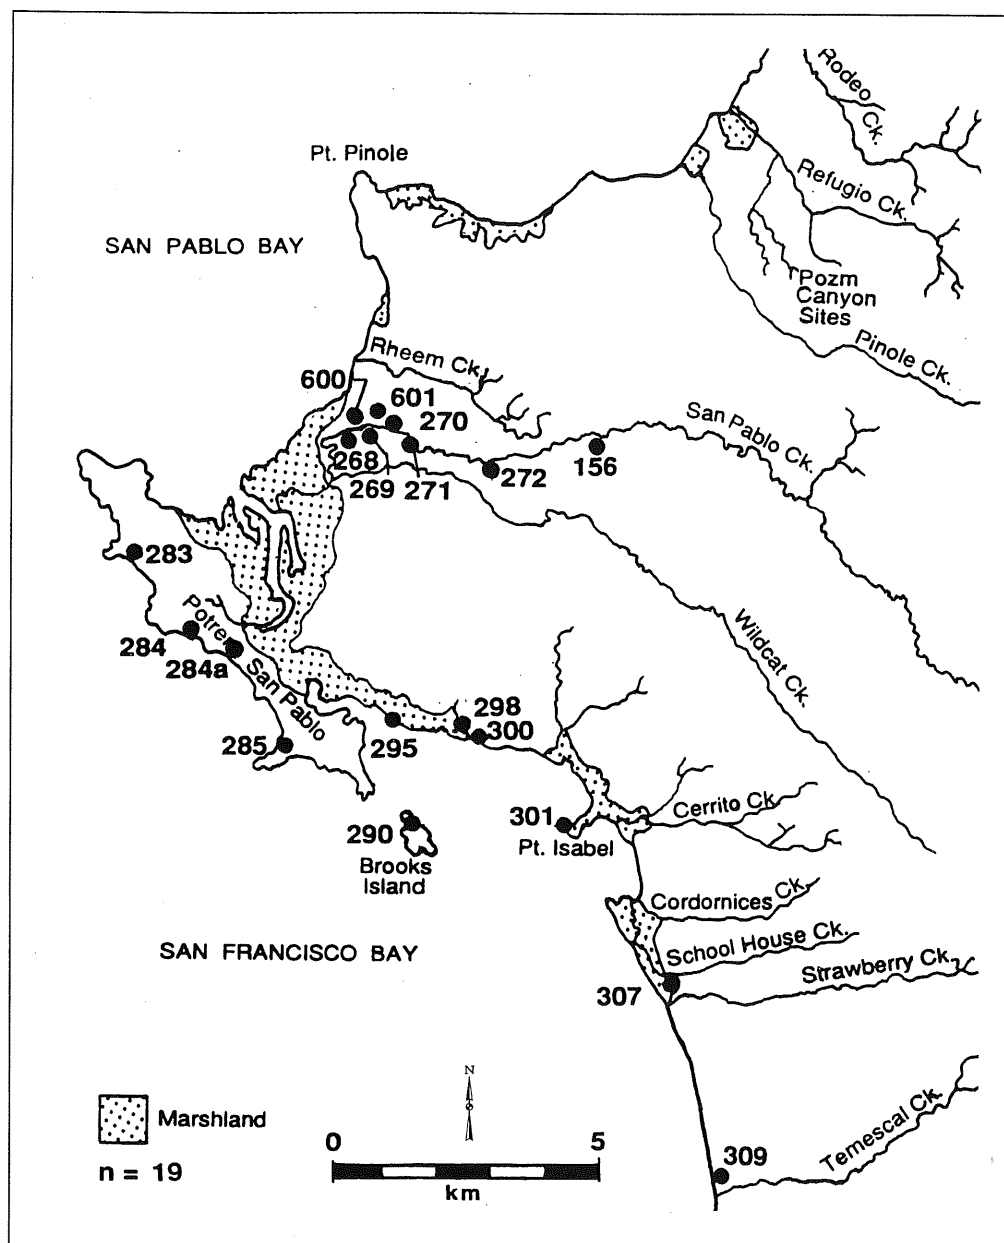 Rodeo
Ck.
Pt. Pinole
Refugio Ck.
SAN PABLO BAY
Pozm
Canyon
Sites
Pinole Ck.
Rheem Ck.
600
601
270
San Pablo Ck.
268
269
271
272
156
283
Potrero
San Pablo
284
284a
Wildcat Ck.
285
295
298
300
301
Pt. Isabel
Cerrito Ck.
290
Brooks
Island
Cordornices Ck.
School House Ck.
Strawberry Ck.
SAN FRANCISCO BAY
307
N
Marshland
n = 19
0
5
km
309
Temescal Ck.